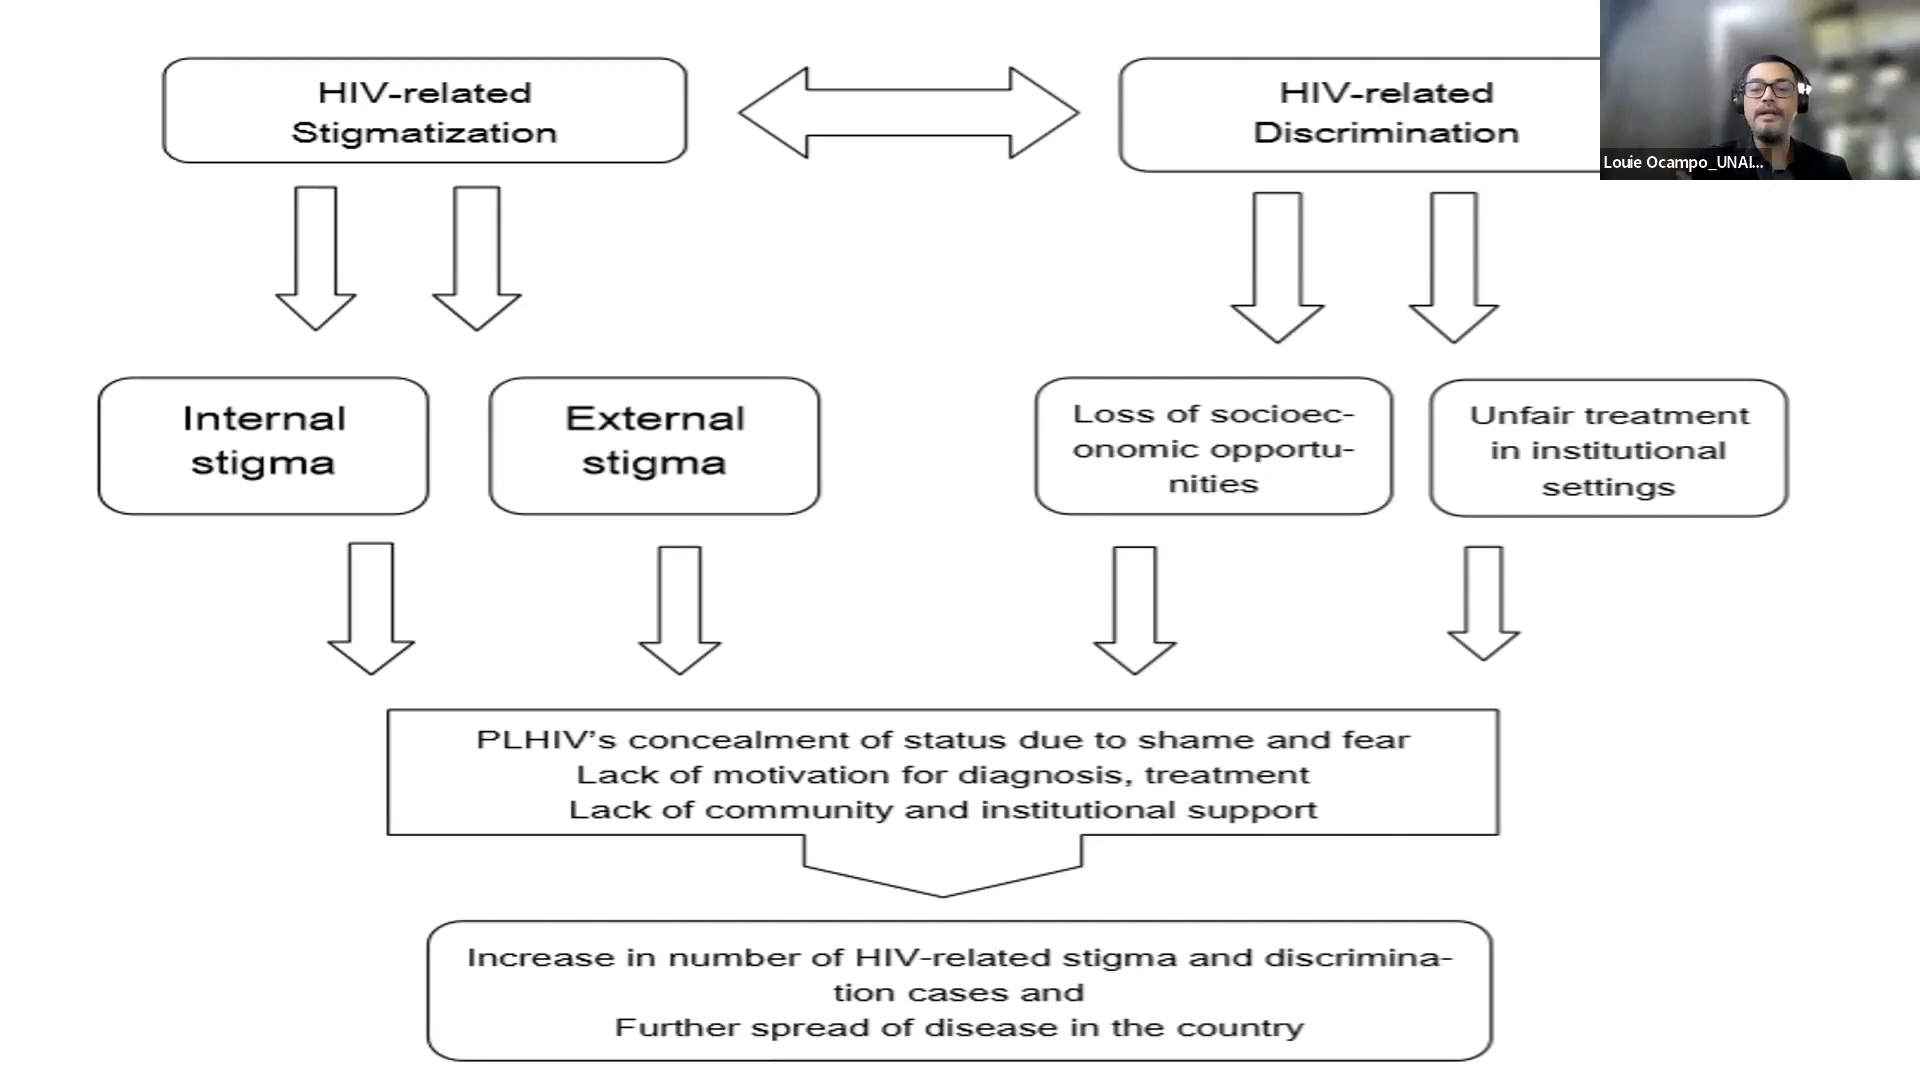 HIV-related
Stigmatization
HIV-related
Discrimination
Louie Ocampo_UNAI...
Internal
stigma
External
stigma
Loss of socioec-
onomic opportu-
nities
Unfair treatment
in institutional
settings
PLHIV's concealment of status due to shame and fear
Lack of motivation for diagnosis, treatment
Lack of community and institutional support
Increase in number of HIV-related stigma and discrimina-
tion cases and
Further spread of disease in the country